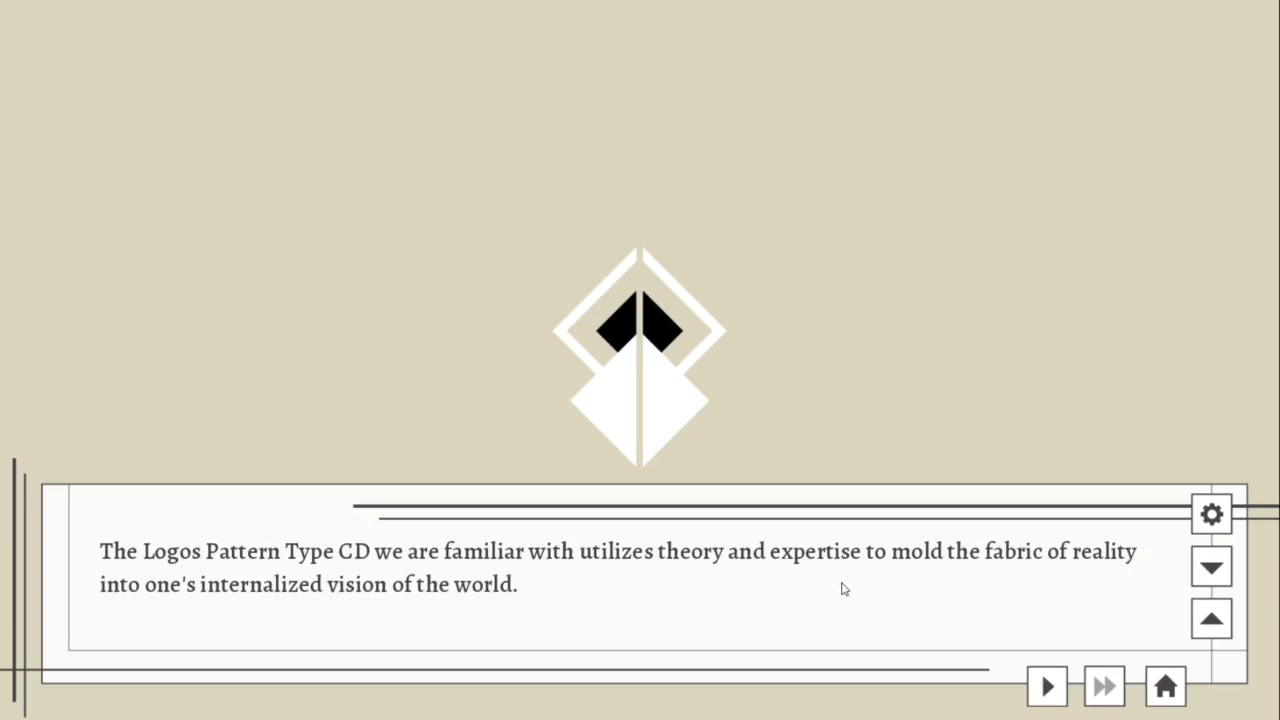 The Logos Pattern Type CD we are familiar with utilizes theory and expertise to mold the fabric of reality
into one's internalized vision of the world.